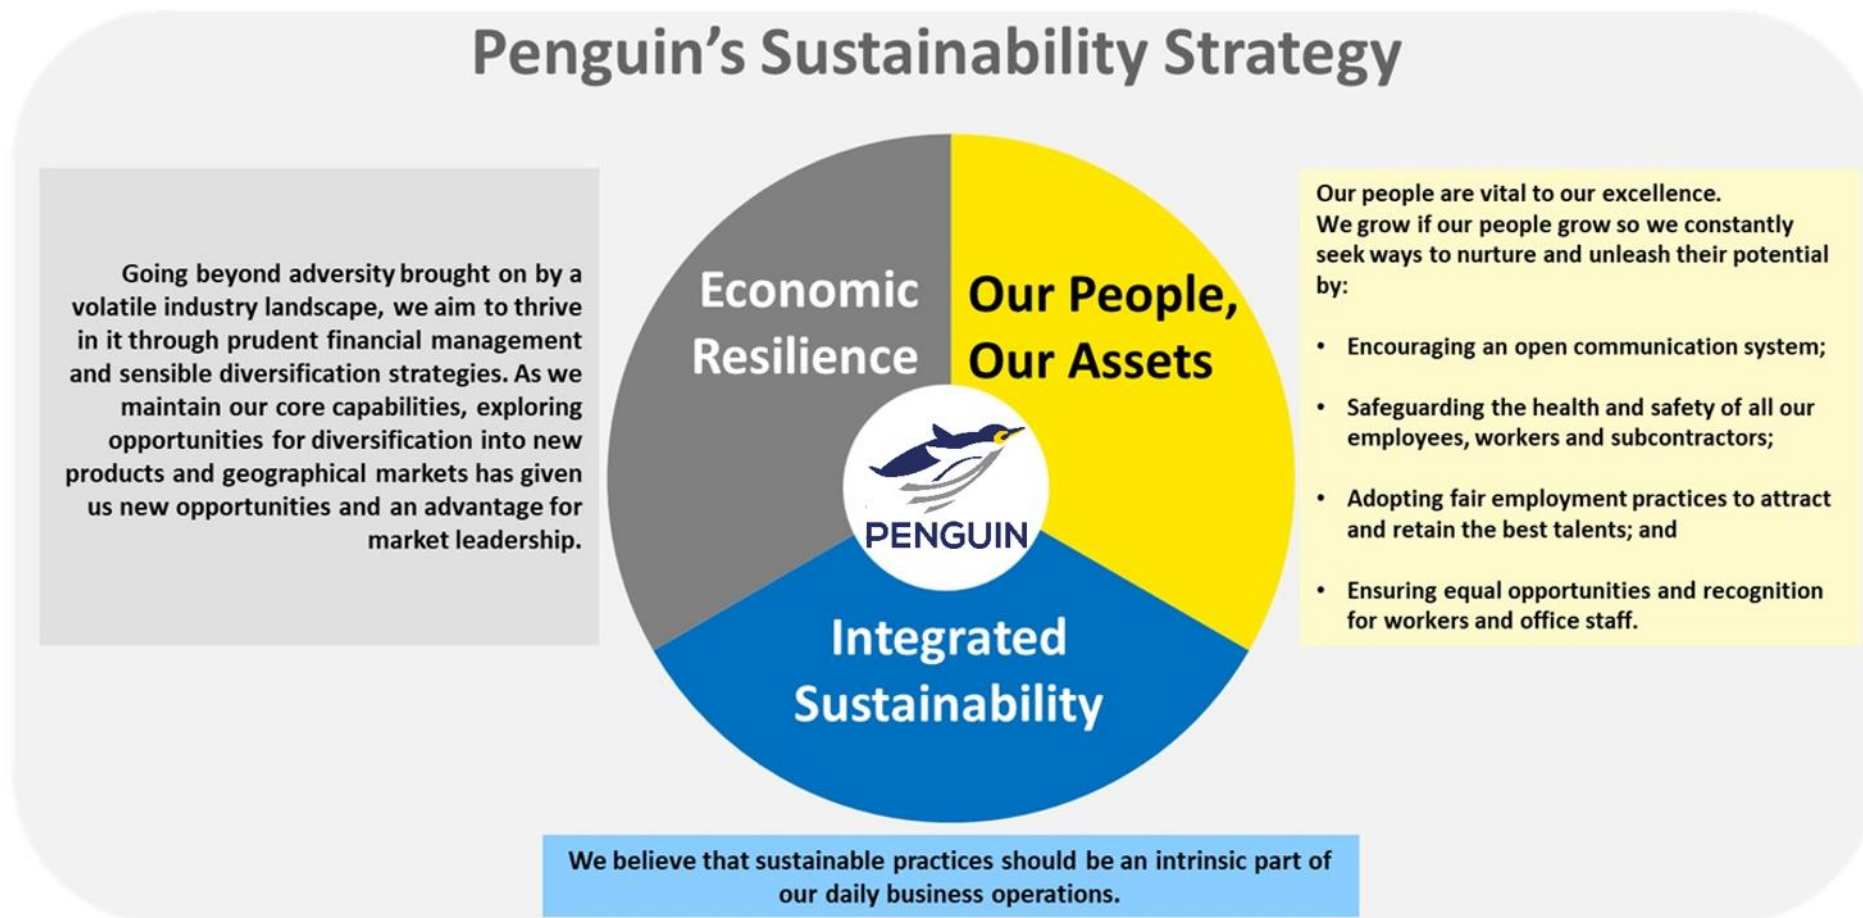 Penguin's Sustainability Strategy
Going beyond adversity brought on by a
volatile industry landscape, we aim to thrive
in it through prudent financial management
and sensible diversification strategies. As we
maintain our core capabilities, exploring
opportunities for diversification into new
products and geographical markets has given
us new opportunities and an advantage for
market leadership.
Economic
Resilience
Our People,
Our Assets
PENGUIN
Integrated
Sustainability
Our people are vital to our excellence.
We grow if our people grow so we constantly
seek ways to nurture and unleash their potential
by:
• Encouraging an open communication system;
• Safeguarding the health and safety of all our
employees, workers and subcontractors;
• Adopting fair employment practices to attract
and retain the best talents; and
• Ensuring equal opportunities and recognition
for workers and office staff.
We believe that sustainable practices should be an intrinsic part of
our daily business operations.